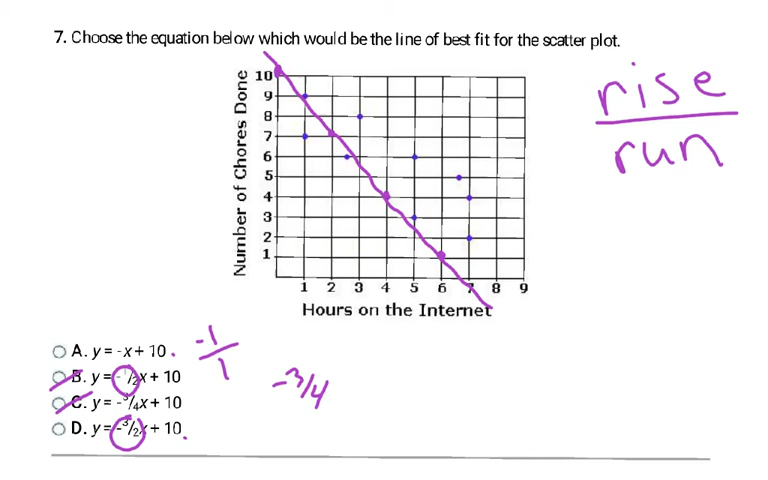 7. Choose the equation below which would be the line of best fit for the scatter plot.
rise
run
Number of Chores Done
10
9
8
7
6
5
4
3
2
1
1 2 3 4 5 6 7 8 9
Hours on the Internet
A. y = -x + 10
-1/1
B. y = -1/2x + 10
C. y = -3/4x + 10
-3/4
D. y = -3/2x + 10